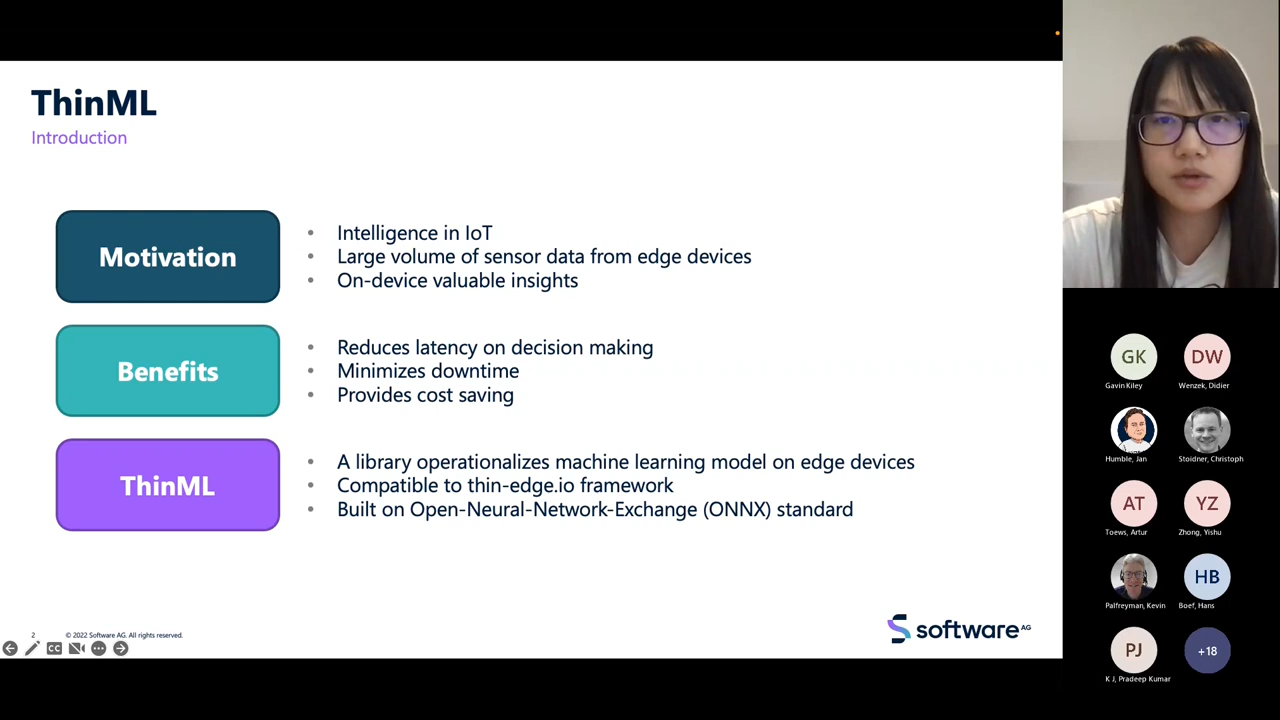 ThinML
Introduction
Motivation
• Intelligence in IoT
• Large volume of sensor data from edge devices
• On-device valuable insights
Benefits
• Reduces latency on decision making
• Minimizes downtime
• Provides cost saving
ThinML
• A library operationalizes machine learning model on edge devices
• Compatible to thin-edge.io framework
• Built on Open-Neural-Network-Exchange (ONNX) standard
2 © 2022 Software AG. All rights reserved.
CC
software AG
GK
Gavin Kiley
DW
Wenzek, Didier
Humble, Jan
Stoidner, Christoph
AT
Toews, Artur
YZ
Zhong, Yishu
Palfreyman, Kevin
HB
Boef, Hans
PJ
K J, Pradeep Kumar
+18